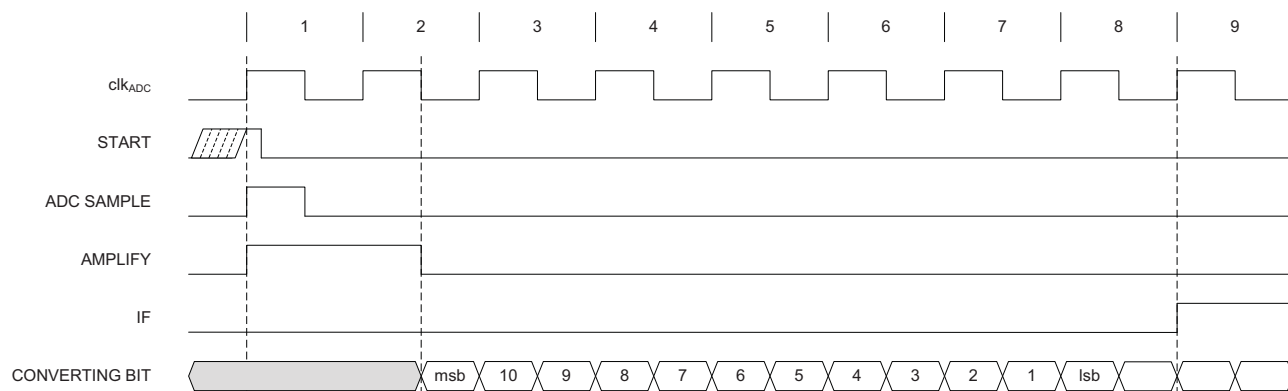 1 2 3 4 5 6 7 8 9
clkADC
START
ADC SAMPLE
AMPLIFY
IF
CONVERTING BIT msb 10 9 8 7 6 5 4 3 2 1 lsb